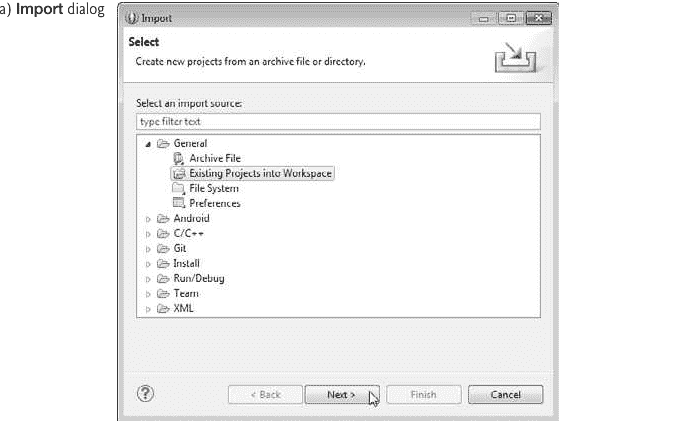 a) Import dialog
Import
Select
Create new projects from an archive file or directory.
Select an import source:
type filter text
General
Archive File
Existing Projects into Workspace
File System
Preferences
Android
C/C++
Git
Install
Run/Debug
Team
XML
?
< Back
Next >
Finish
Cancel